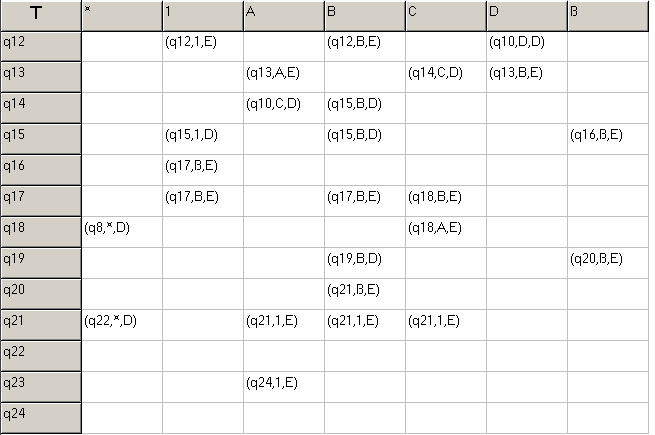 T * 1 A B C D B
q12 (q12,1,E) (q12,B,E) (q10,D,D)
q13 (q13,A,E) (q14,C,D) (q13,B,E)
q14 (q10,C,D) (q15,B,D)
q15 (q15,1,D) (q15,B,D) (q16,B,E)
q16 (q17,B,E)
q17 (q17,B,E) (q17,B,E) (q18,B,E)
q18 (q8,*,D) (q18,A,E)
q19 (q19,B,D) (q20,B,E)
q20 (q21,B,E)
q21 (q22,*,D) (q21,1,E) (q21,1,E) (q21,1,E)
q22
q23 (q24,1,E)
q24